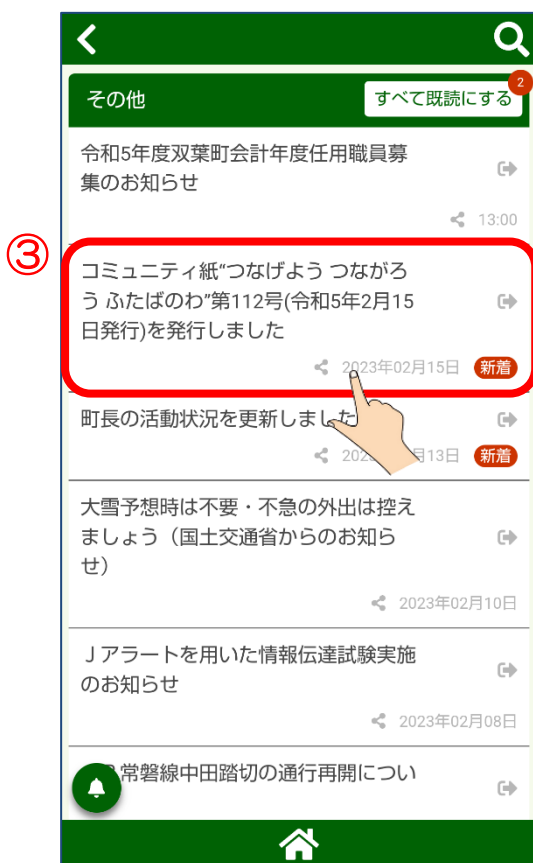 その他
すべて既読にする
2
令和5年度双葉町会計年度任用職員募
集のお知らせ
13:00
③
コミュニティ紙“つなげよう つながろ
う ふたばのわ”第112号(令和5年2月15
日発行)を発行しました
2023年02月15日 新着
町長の活動状況を更新しました
月13日 新着
大雪予想時は不要・不急の外出は控え
ましょう（国土交通省からのお知ら
せ）
2023年02月10日
Ｊアラートを用いた情報伝達試験実施
のお知らせ
2023年02月08日
常磐線中田踏切の通行再開につい